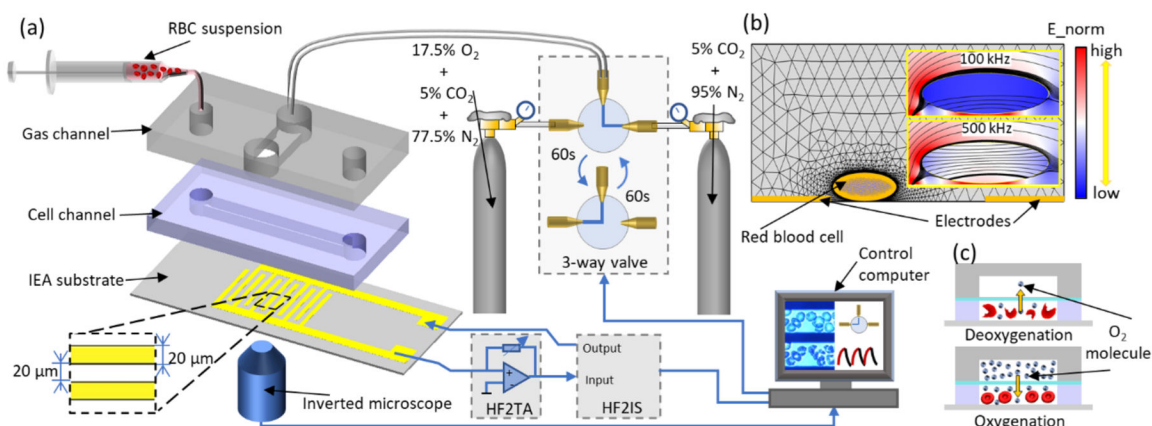 (a)
RBC suspension
Gas channel
Cell channel
IEA substrate
20 μm
20 μm
Inverted microscope
17.5% O₂
+
5% CO₂
+
77.5% N₂
5% CO₂
+
95% N₂
60s
60s
3-way valve
HF2TA
Output
Input
HF2IS
Control
computer
(b)
E_norm
high
low
100 kHz
500 kHz
Electrodes
Red blood cell
(c)
Deoxygenation
O₂
molecule
Oxygenation